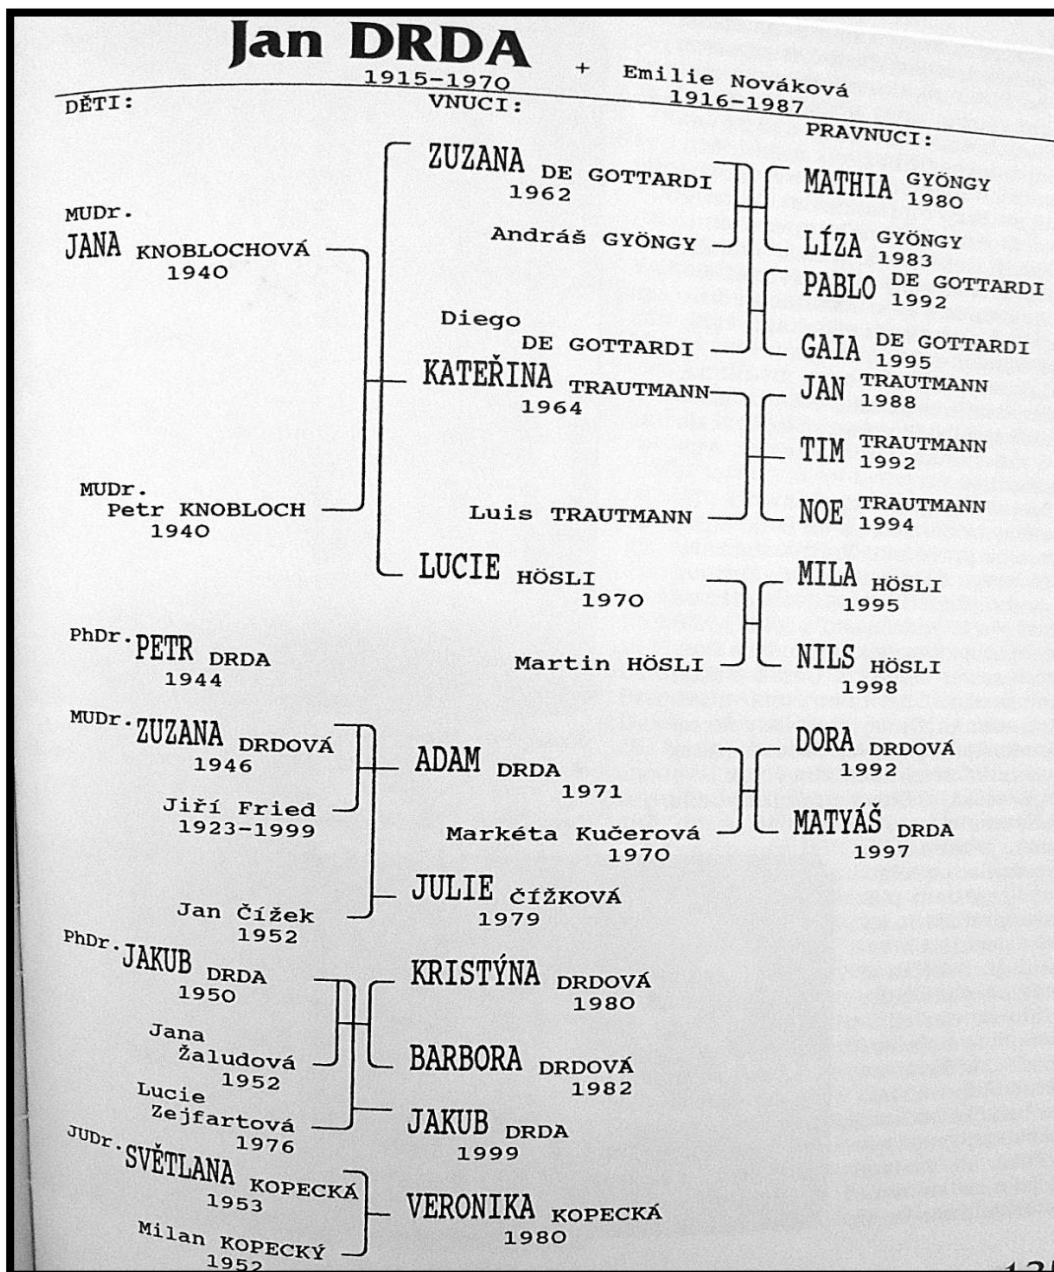 Jan DRDA
1915-1970
+ Emilie Nováková
1916-1987
DĚTI:
VNUCI:
PRAVNUCI:
MUDr.
JANA KNOBLOCHOVÁ
1940
MUDr.
Petr KNOBLOCH
1940
ZUZANA DE GOTTARDI
1962
Andráš GYÖNGY
Diego
DE GOTTARDI
KATEŘINA TRAUTMANN
1964
Luis TRAUTMANN
LUCIE HÖSLI
1970
Martin HÖSLI
MATHIA GYÖNGY
1980
LÍZA GYÖNGY
1983
PABLO DE GOTTARDI
1992
GAIA DE GOTTARDI
1995
JAN TRAUTMANN
1988
TIM TRAUTMANN
1992
NOE TRAUTMANN
1994
MILA HÖSLI
1995
NILS HÖSLI
1998
PhDr. PETR DRDA
1944
MUDr. ZUZANA DRDOVÁ
1946
Jiří Fried
1923-1999
Jan Čížek
1952
ADAM DRDA
1971
Markéta Kučerová
1970
JULIE ČÍŽKOVÁ
1979
DORA DRDOVÁ
1992
MATYÁŠ DRDA
1997
PhDr. JAKUB DRDA
1950
Jana
Žaludová
1952
Lucie
Zejfartová
1976
KRISTÝNA DRDOVÁ
1980
BARBORA DRDOVÁ
1982
JAKUB DRDA
1999
JUDr. SVĚTLANA KOPECKÁ
1953
Milan KOPECKÝ
1952
VERONIKA KOPECKÁ
1980